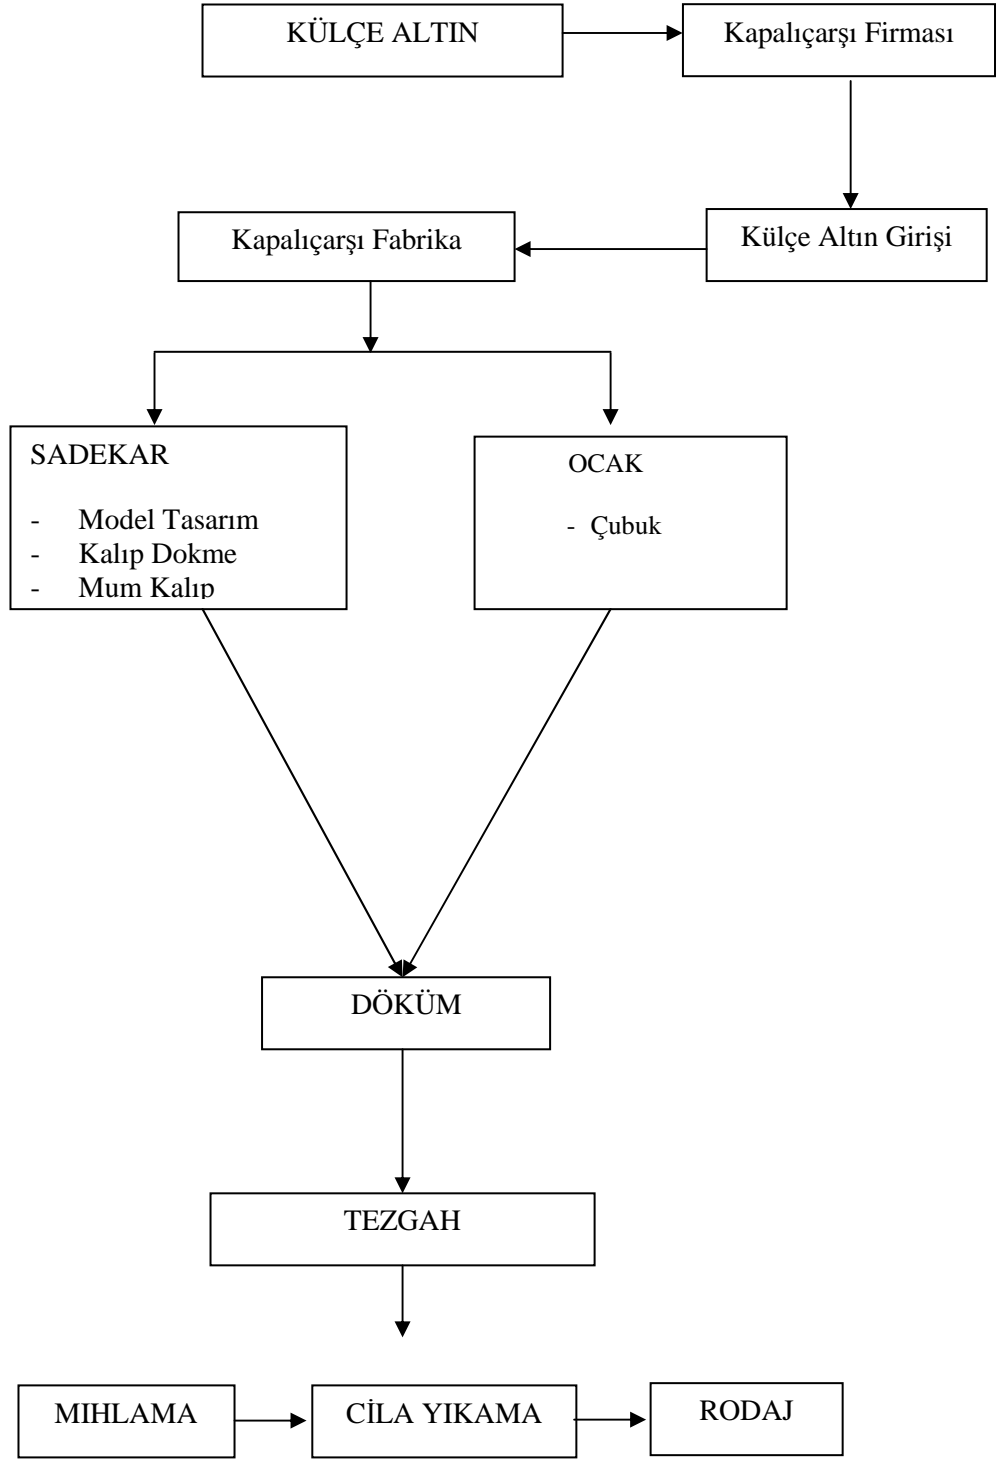 KÜLÇE ALTIN
Kapalıçarşı Firması
Külçe Altın Girişi
Kapalıçarşı Fabrika
SADEKAR
- Model Tasarım
- Kalıp Dokme
- Mum Kalıp
OCAK
- Çubuk
DÖKÜM
TEZGAH
MIHLAMA
CİLA YIKAMA
RODAJ